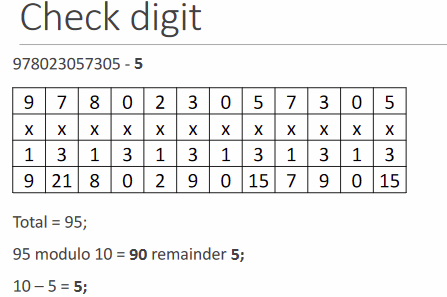 Check digit
978023057305 - 5
9 7 8 0 2 3 0 5 7 3 0 5
x x x x x x x x x x x x
1 3 1 3 1 3 1 3 1 3 1 3
9 21 8 0 2 9 0 15 7 9 0 15
Total = 95;
95 modulo 10 = 90 remainder 5;
10 – 5 = 5;